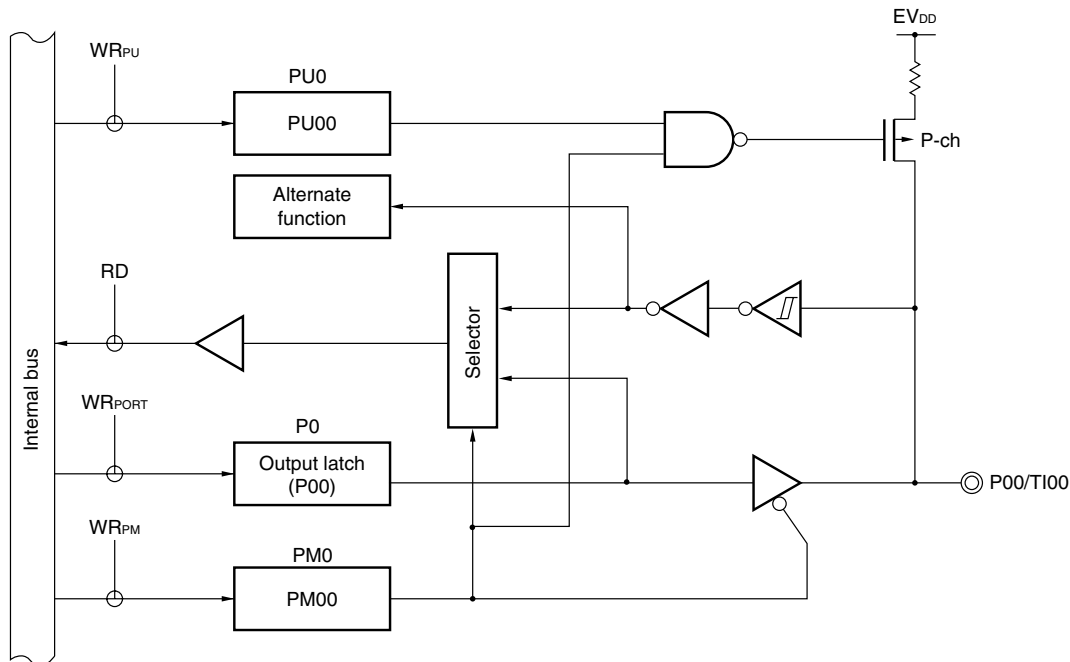 EVDD
WRPU
PU0
PU00
P-ch
Alternate
function
RD
Selector
Internal bus
WRPORT
P0
Output latch
(P00)
P00/TI00
WRPM
PM0
PM00